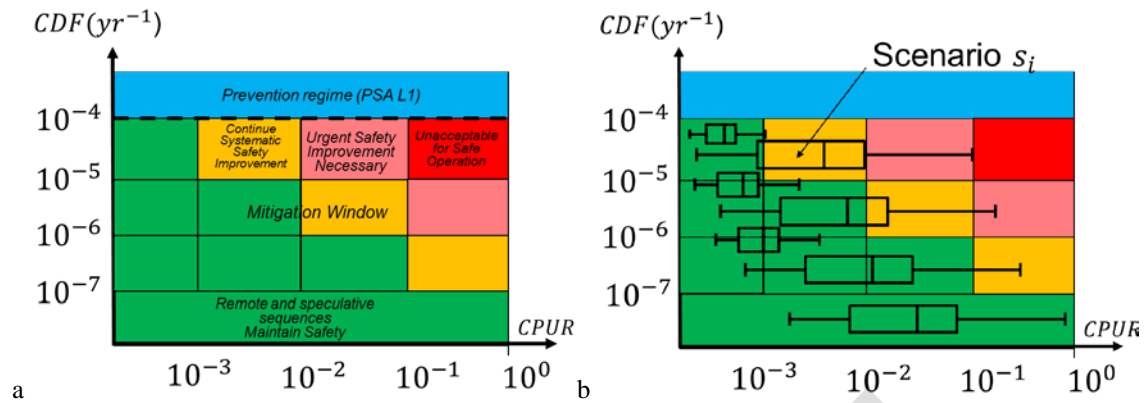 CDF(yr⁻¹)
Prevention regime (PSA L1)
10⁻⁴
Continue
Systematic
Safety
Improvement
Urgent Safety
Improvement
Necessary
Unacceptable
for Safe
Operation
10⁻⁵
Mitigation Window
10⁻⁶
10⁻⁷
Remote and speculative
sequences
Maintain Safety
CPUR
10⁻³ 10⁻² 10⁻¹ 10⁰
a
CDF(yr⁻¹)
Scenario sᵢ
10⁻⁴
10⁻⁵
10⁻⁶
10⁻⁷
CPUR
10⁻³ 10⁻² 10⁻¹ 10⁰
b